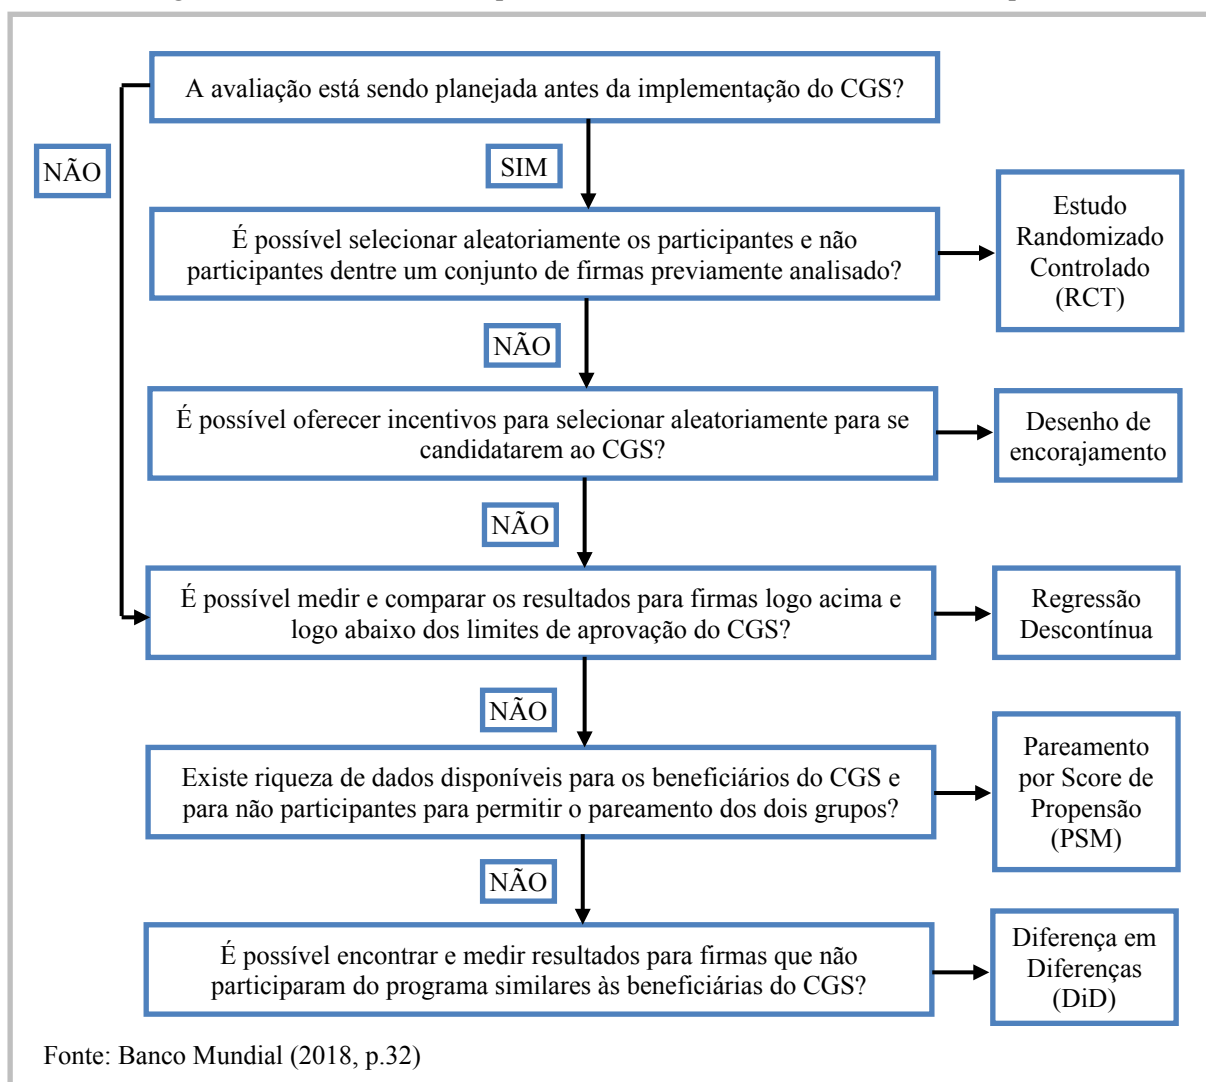 A avaliação está sendo planejada antes da implementação do CGS?
NÃO
SIM
É possível selecionar aleatoriamente os participantes e não
participantes dentre um conjunto de firmas previamente analisado?
Estudo
Randomizado
Controlado
(RCT)
NÃO
É possível oferecer incentivos para selecionar aleatoriamente para se
candidatarem ao CGS?
Desenho de
encorajamento
NÃO
É possível medir e comparar os resultados para firmas logo acima e
logo abaixo dos limites de aprovação do CGS?
Regressão
Descontínua
NÃO
Existe riqueza de dados disponíveis para os beneficiários do CGS e
para não participantes para permitir o pareamento dos dois grupos?
Pareamento
por Score de
Propensão
(PSM)
NÃO
É possível encontrar e medir resultados para firmas que não
participaram do programa similares às beneficiárias do CGS?
Diferença em
Diferenças
(DiD)
Fonte: Banco Mundial (2018, p.32)